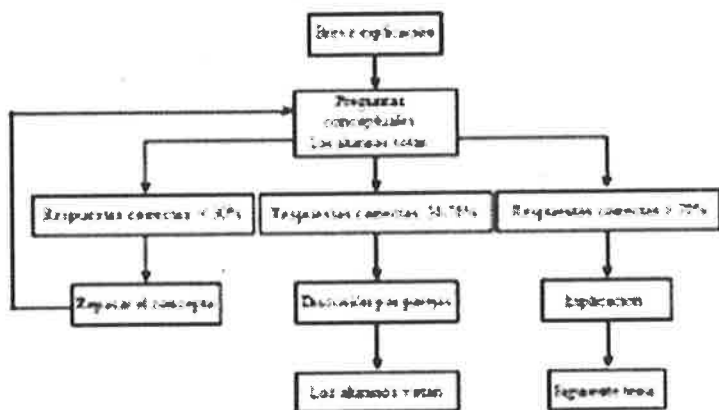 Breve explicación
Preguntas
conceptuales
Los alumnos votan
Respuestas correctas
Respuestas correctas
Respuestas correctas > 70%
Repasar el concepto
Discusión por parejas
Explicación
Los alumnos votan
Siguiente tema